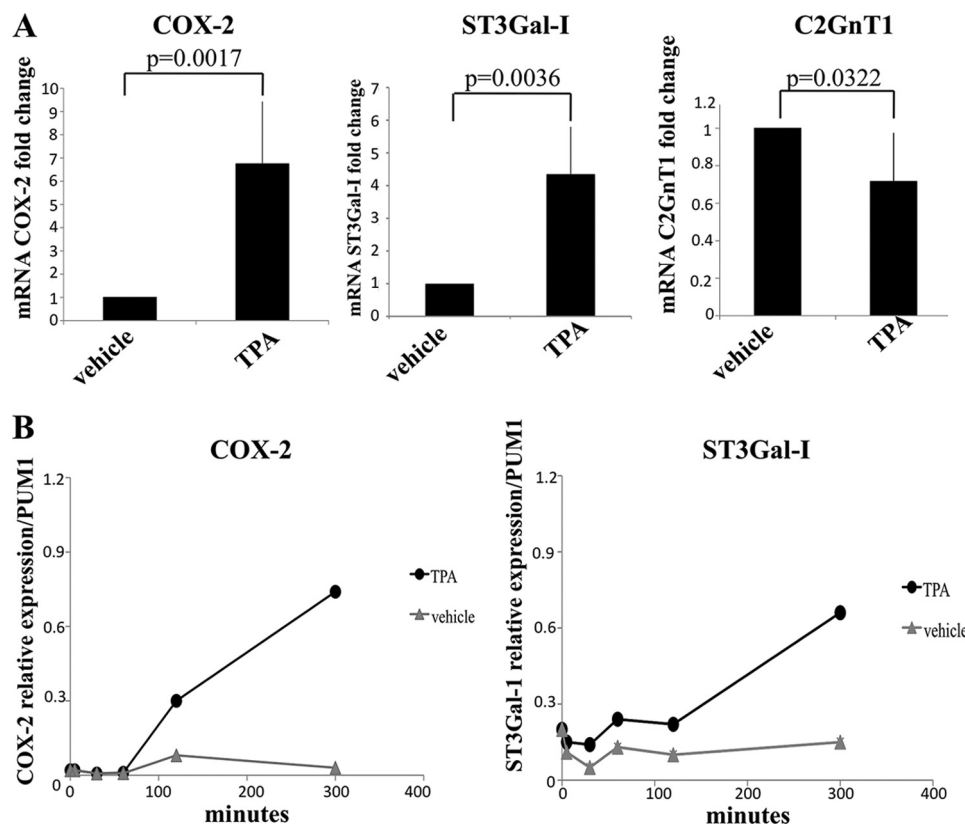 A
COX-2
p=0.0017
mRNA COX-2 fold change
10
9
8
7
6
5
4
3
2
1
0
vehicle
TPA
ST3Gal-I
p=0.0036
mRNA ST3Gal-I fold change
7
6
5
4
3
2
1
0
vehicle
TPA
C2GnT1
p=0.0322
mRNA C2GnT1 fold change
1.2
1
0.8
0.6
0.4
0.2
0
vehicle
TPA
B
COX-2
COX-2 relative expression/PUM1
1.2
0.9
0.6
0.3
0
0
100
200
300
400
minutes
TPA
vehicle
ST3Gal-I
ST3Gal-1 relative expression/PUM1
1.2
0.9
0.6
0.3
0
0
100
200
300
400
minutes
TPA
vehicle